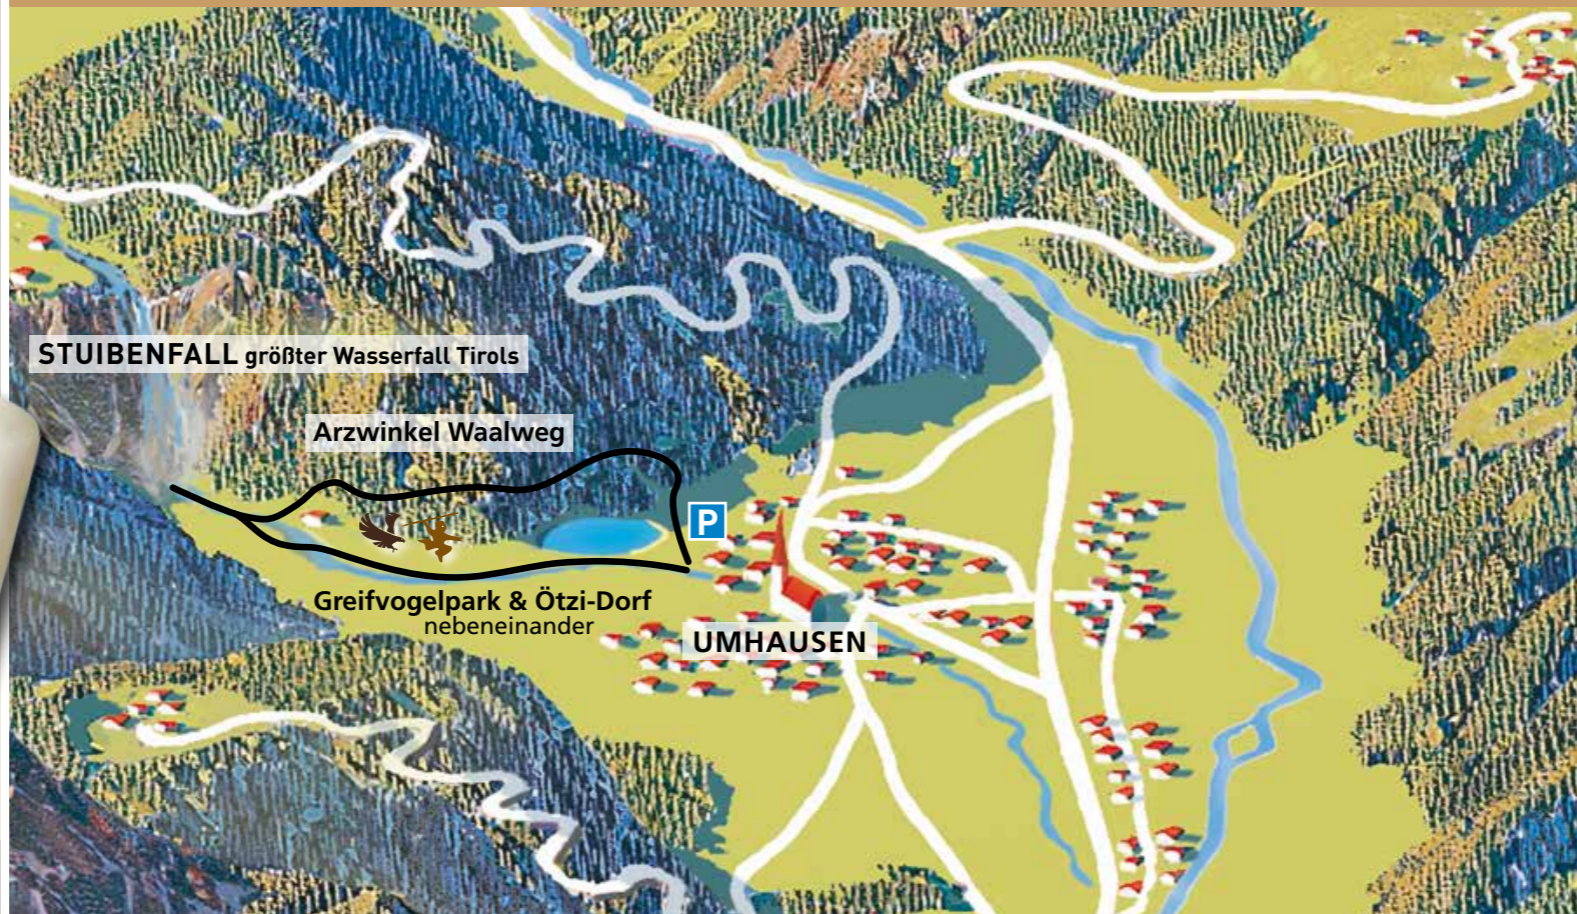 STUIBENFALL größter Wasserfall Tirols
Arzwinkel Waalweg
P
Greifvogelpark & Ötzi-Dorf
nebeneinander
UMHAUSEN